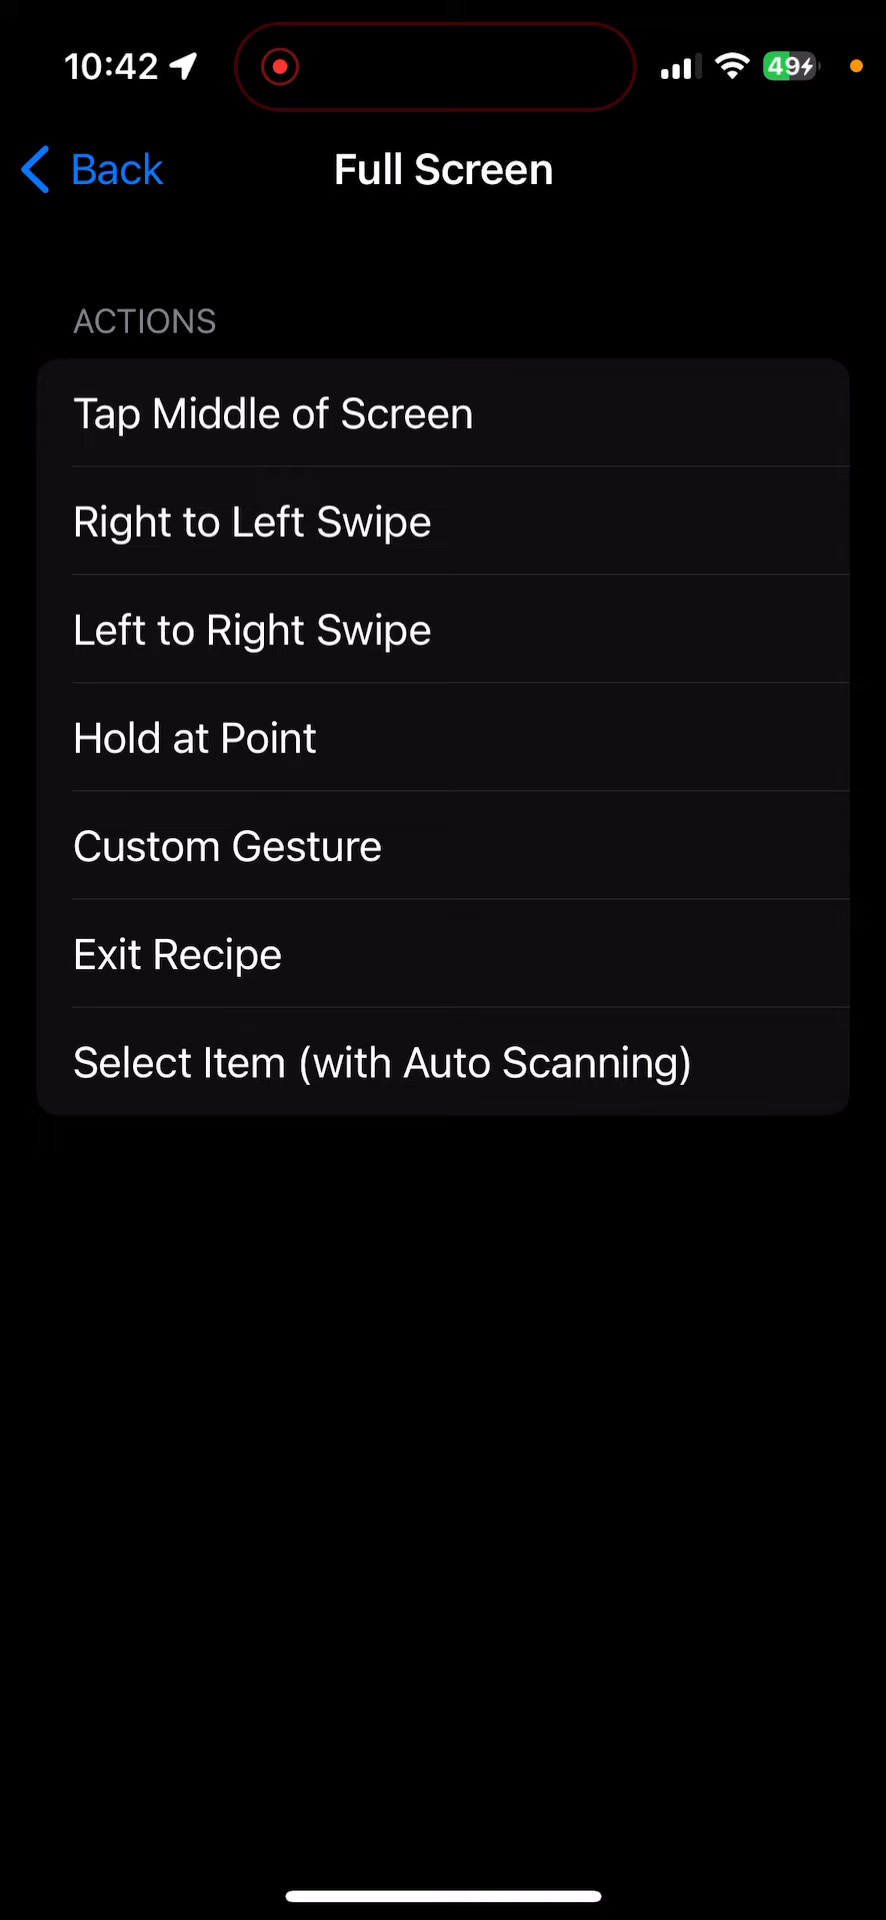 10:42
49
Back
Full Screen
ACTIONS
Tap Middle of Screen
Right to Left Swipe
Left to Right Swipe
Hold at Point
Custom Gesture
Exit Recipe
Select Item (with Auto Scanning)